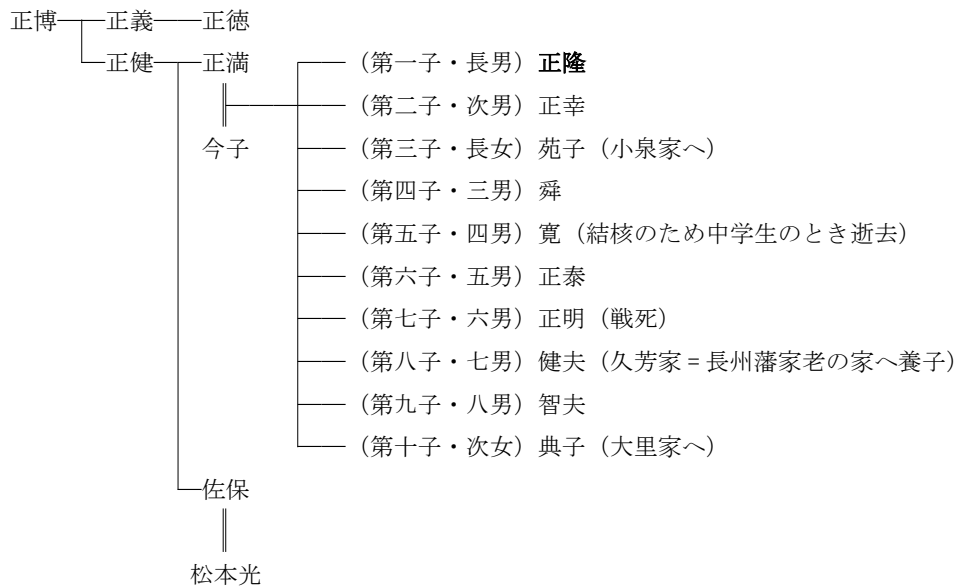 正博 正義 正徳
正健 正満 (第一子・長男) 正隆
(第二子・次男) 正幸
今子 (第三子・長女) 苑子 (小泉家へ)
(第四子・三男) 舜
(第五子・四男) 寛 (結核のため中学生のとき逝去)
(第六子・五男) 正泰
(第七子・六男) 正明 (戦死)
(第八子・七男) 健夫 (久芳家=長州藩家老の家へ養子)
(第九子・八男) 智夫
(第十子・次女) 典子 (大里家へ)
佐保
松本光